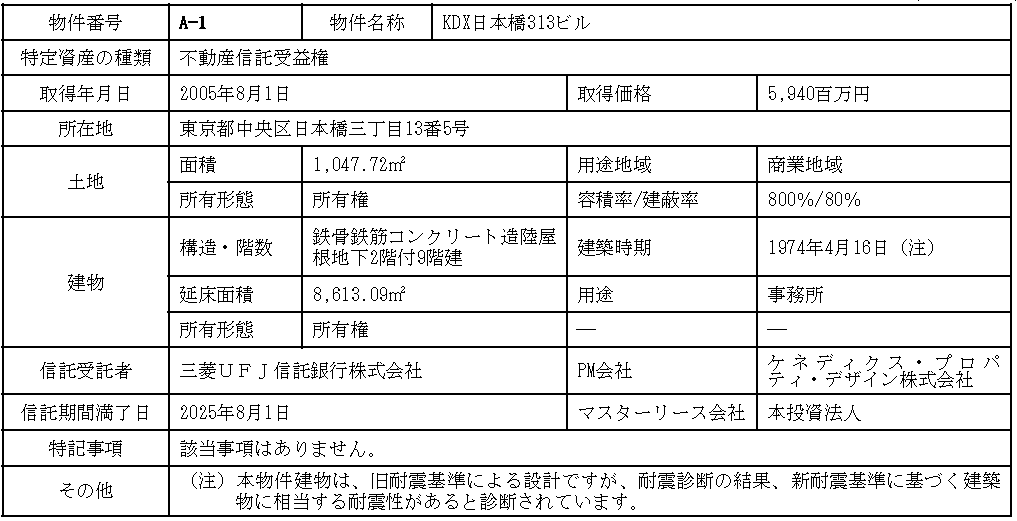 物件番号 A-1 物件名称 KDX日本橋313ビル
特定資産の種類 不動産信託受益権
取得年月日 2005年8月1日 取得価格 5,940百万円
所在地 東京都中央区日本橋三丁目13番5号
土地 面積 1,047.72㎡ 用途地域 商業地域
所有形態 所有権 容積率/建蔽率 800%/80%
建物 構造・階数 鉄骨鉄筋コンクリート造陸屋
根地下2階付9階建 建築時期 1974年4月16日（注）
延床面積 8,613.09㎡ 用途 事務所
所有形態 所有権 ― ―
信託受託者 三菱ＵＦＪ信託銀行株式会社 PM会社 ケネディクス・プロパ
ティ・デザイン株式会社
信託期間満了日 2025年8月1日 マスターリース会社 本投資法人
特記事項 該当事項はありません。
その他 （注）本物件建物は、旧耐震基準による設計ですが、耐震診断の結果、新耐震基準に基づく建築
物に相当する耐震性があると診断されています。